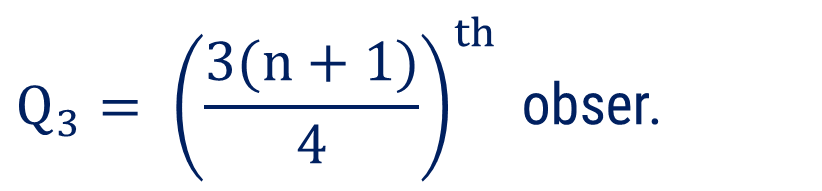 Q₃ = (3(n + 1)/4)ᵗʰ obser.